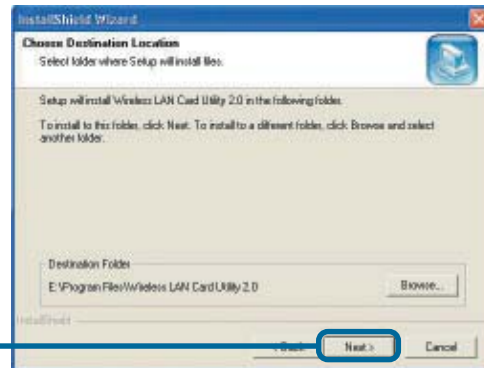 InstallShield Wizard
Choose Destination Location
Select folder where Setup will install files.
Setup will install Wireless LAN Card Utility 2.0 in the following folder.
To install to this folder, click Next. To install to a different folder, click Browse and select
another folder.
Destination Folder
E:\Program Files\Wireless LAN Card Utility 2.0
Browse...
InstallShield
< Back
Next >
Cancel